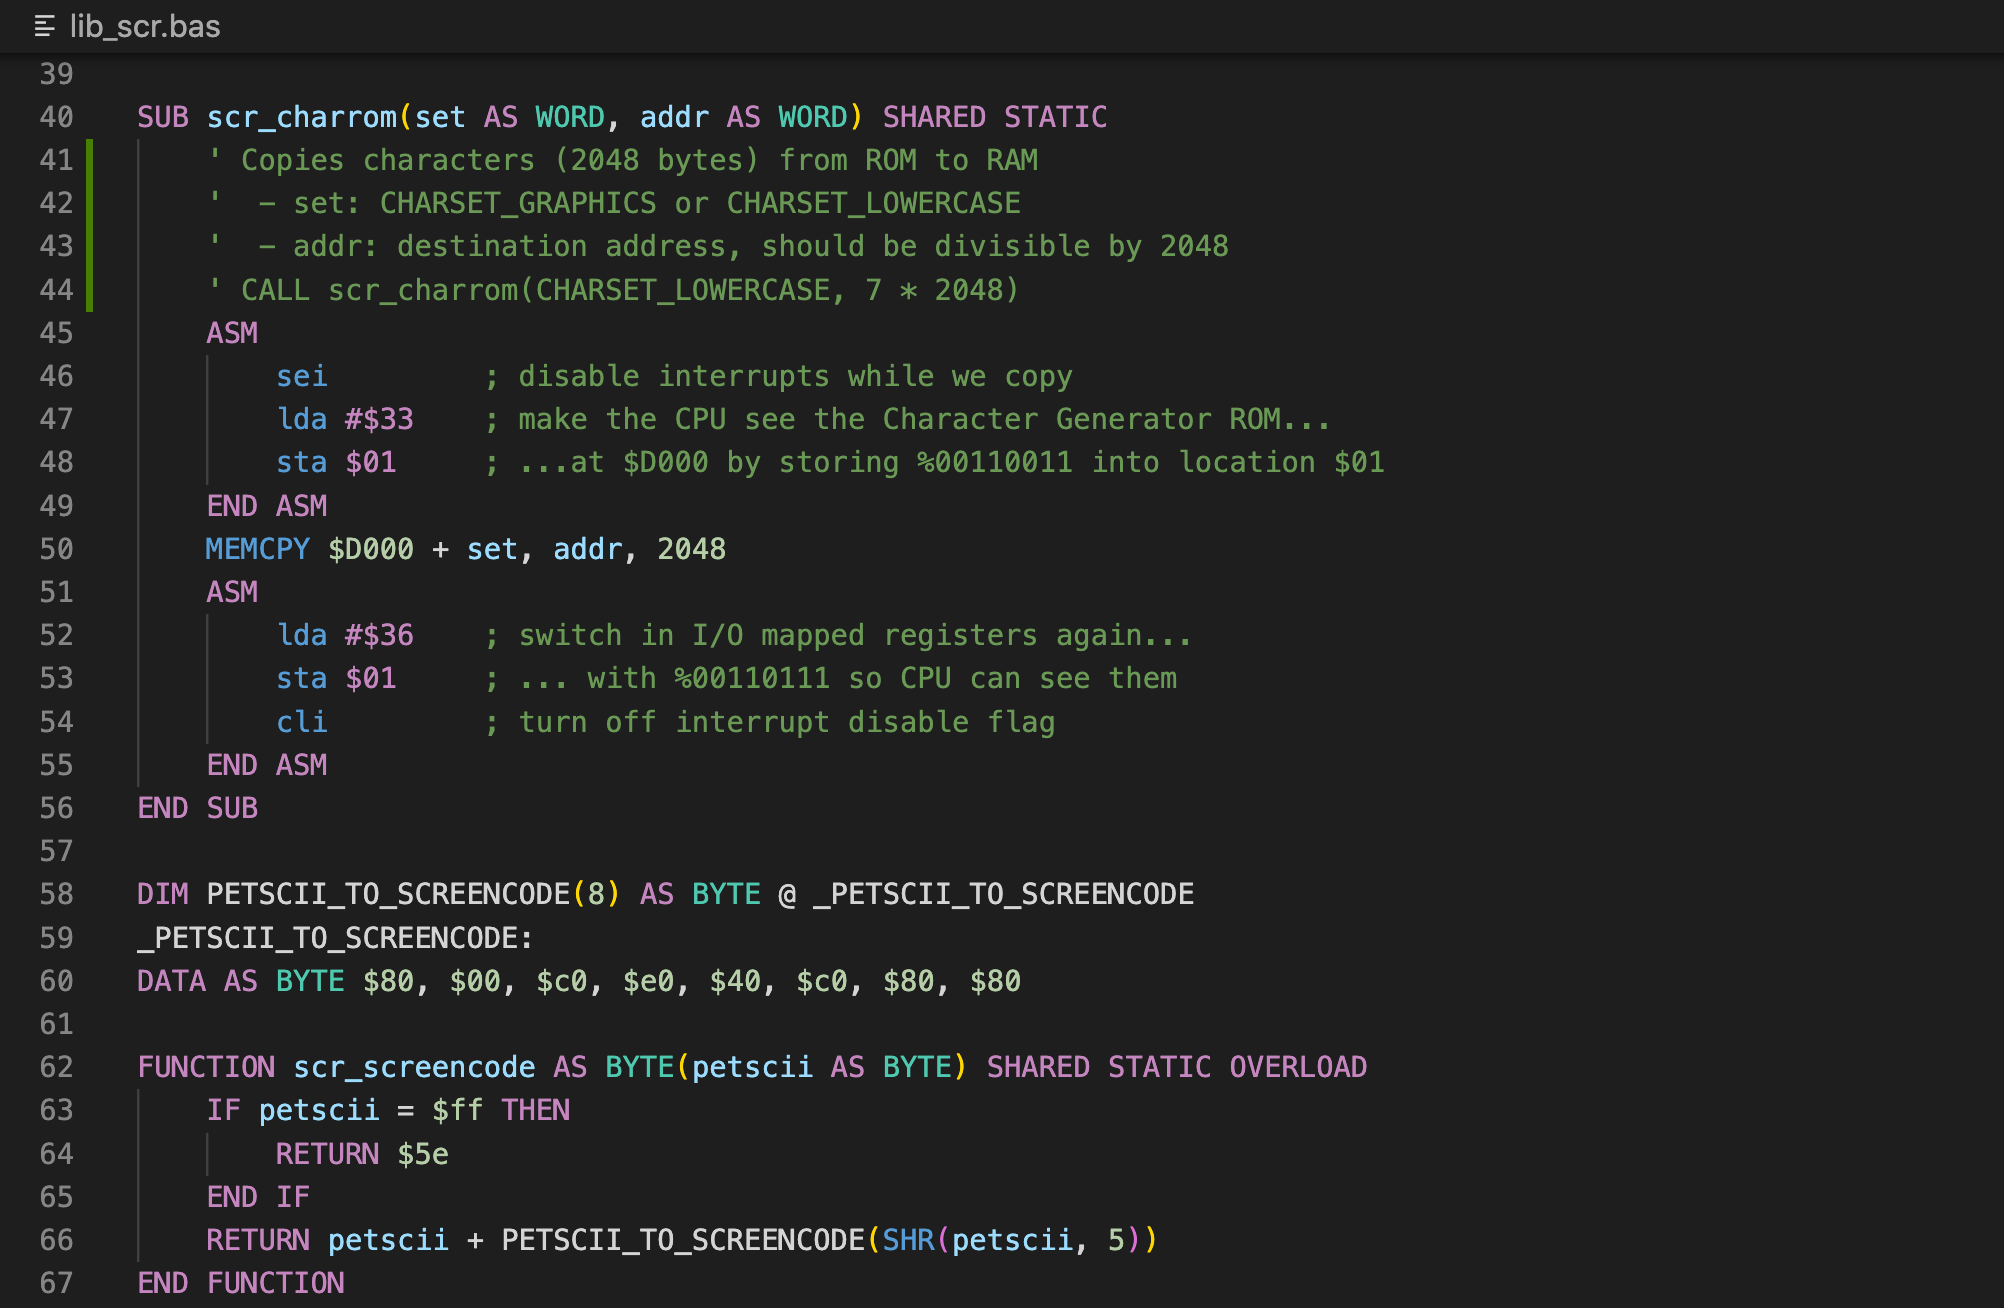 lib_scr.bas
39
40 SUB scr_charrom(set AS WORD, addr AS WORD) SHARED STATIC
41     ' Copies characters (2048 bytes) from ROM to RAM
42     '  - set: CHARSET_GRAPHICS or CHARSET_LOWERCASE
43     '  - addr: destination address, should be divisible by 2048
44     ' CALL scr_charrom(CHARSET_LOWERCASE, 7 * 2048)
45     ASM
46         sei         ; disable interrupts while we copy
47         lda #$33    ; make the CPU see the Character Generator ROM...
48         sta $01     ; ...at $D000 by storing %00110011 into location $01
49     END ASM
50     MEMCPY $D000 + set, addr, 2048
51     ASM
52         lda #$36    ; switch in I/O mapped registers again...
53         sta $01     ; ... with %00110111 so CPU can see them
54         cli         ; turn off interrupt disable flag
55     END ASM
56 END SUB
57
58 DIM PETSCII_TO_SCREENCODE(8) AS BYTE @ _PETSCII_TO_SCREENCODE
59 _PETSCII_TO_SCREENCODE:
60 DATA AS BYTE $80, $00, $c0, $e0, $40, $c0, $80, $80
61
62 FUNCTION scr_screencode AS BYTE(petscii AS BYTE) SHARED STATIC OVERLOAD
63     IF petscii = $ff THEN
64         RETURN $5e
65     END IF
66     RETURN petscii + PETSCII_TO_SCREENCODE(SHR(petscii, 5))
67 END FUNCTION